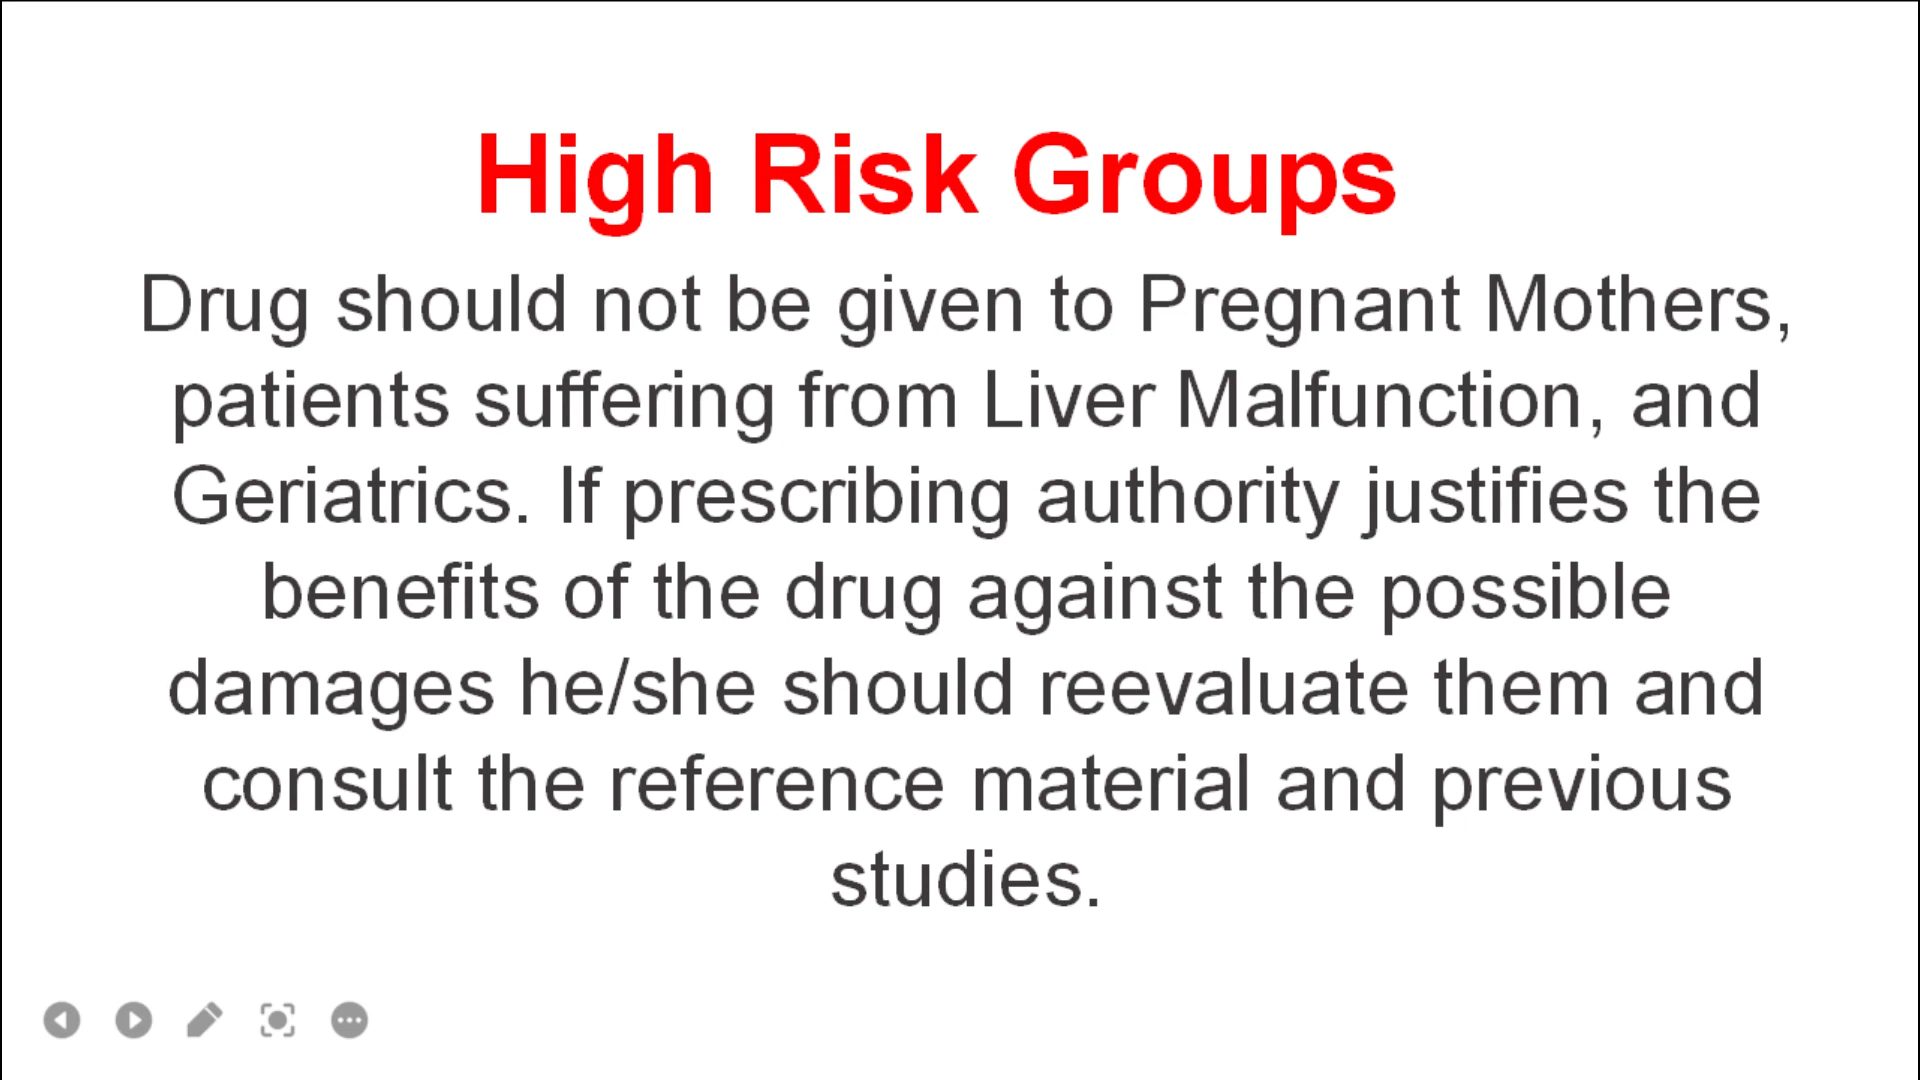 High Risk Groups
Drug should not be given to Pregnant Mothers,
patients suffering from Liver Malfunction, and
Geriatrics. If prescribing authority justifies the
benefits of the drug against the possible
damages he/she should reevaluate them and
consult the reference material and previous
studies.